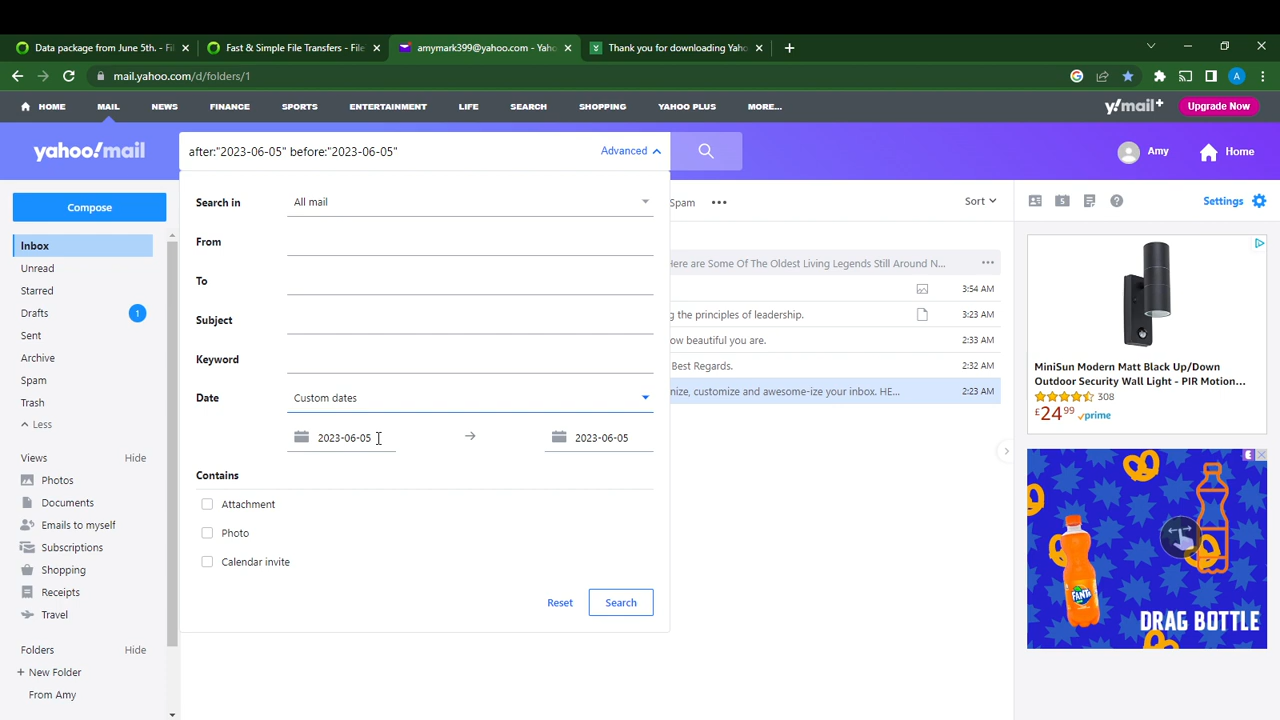 Data package from June 5th. - Fil
Fast & Simple File Transfers - File
amymark399@yahoo.com - Yaho
Thank you for downloading Yaho
mail.yahoo.com/d/folders/1
A
HOME MAIL NEWS FINANCE SPORTS ENTERTAINMENT LIFE SEARCH SHOPPING YAHOO PLUS MORE...
y!mail+
Upgrade Now
yahoo!mail
after:"2023-06-05" before:"2023-06-05"
Advanced
Amy
Home
Compose
Inbox
Unread
Starred
Drafts 1
Sent
Archive
Spam
Trash
Less
Views Hide
Photos
Documents
Emails to myself
Subscriptions
Shopping
Receipts
Travel
Folders Hide
+ New Folder
From Amy
Search in All mail
From
To
Subject
Keyword
Date Custom dates
2023-06-05 2023-06-05
Contains
Attachment
Photo
Calendar invite
Reset Search
Spam ••• Sort
Here are Some Of The Oldest Living Legends Still Around N...
3:54 AM
g the principles of leadership. 3:23 AM
ow beautiful you are. 2:33 AM
Best Regards. 2:32 AM
nize, customize and awesome-ize your inbox. HE... 2:23 AM
Settings
MiniSun Modern Matt Black Up/Down
Outdoor Security Wall Light - PIR Motion...
308
£24.99 prime
FANTA
DRAG BOTTLE